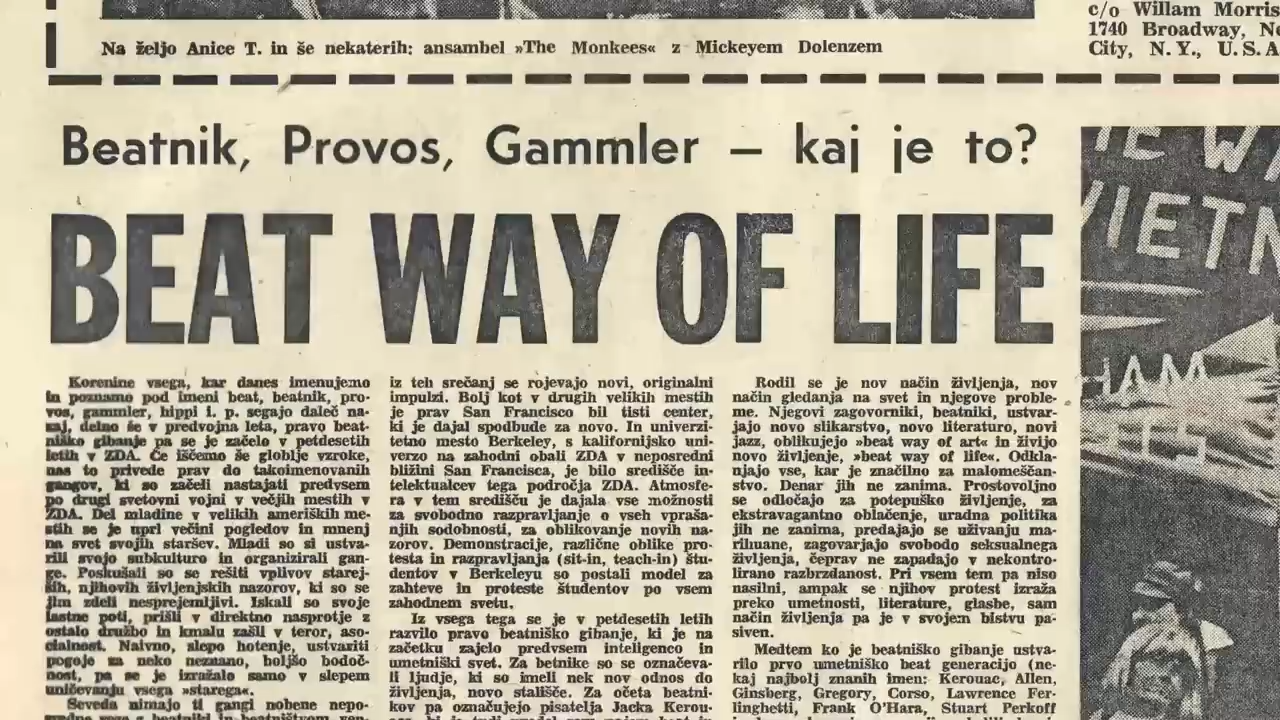 Na željo Anice T. in še nekaterih: ansambel »The Monkees« z Mickeyem Dolenzem
c/o Willam Morris
1740 Broadway,
City, N. Y., U. S. A
Beatnik, Provos, Gammler — kaj je to?
BEAT WAY OF LIFE
Korenine vsega, kar danes imenujemo
in poznamo pod imeni beat, beatnik, pro-
vos, gammler, hippi i. p. segajo daleč na-
zaj, delno še v predvojna leta, pravo beat-
niško gibanje pa se je začelo v petdesetih
letih v ZDA. Če iščemo še globlje vzroke,
nas to privede prav do takoimenovanih
gangov, ki so začeli nastajati predvsem
po drugi svetovni vojni v večjih mestih v
ZDA. Del mladine v velikih ameriških me-
stih se je uprl večini pogledov in mnenj
na svet svojih staršev. Mladi so si ustva-
rili svojo subkulturo in organizirali gan-
ge. Poskušali so se rešiti vplivov starej-
ših, njihovih življenjskih nazorov, ki so se
jim zdeli nesprejemljivi. Iskali so svoje
lastne poti, prišli v direktno nasprotje z
ostalo družbo in kmalu zašli v teror, aso-
cialnost. Naivno, slepo hotenje, ustvariti
pogoje za neko neznano, boljšo bodoč-
nost, pa se je izražalo samo v slepem
uničevanju vsega »starega«.
Seveda nimajo ti gangi nobene nepo-
iz teh srečanj se rojevajo novi, originalni
impulzi. Bolj kot v drugih velikih mestih
je prav San Francisco bil tisti center,
ki je dajal spodbude za novo. In univerzi-
tetno mesto Berkeley, s kalifornijsko uni-
verzo na zahodni obali ZDA v neposredni
bližini San Francisca, je bilo središče in-
telektualcev tega področja ZDA. Atmosfe-
ra v tem središču je dajala vse možnosti
za svobodno razpravljanje o vseh vpraša-
njih sodobnosti, za oblikovanje novih na-
zorov. Demonstracije, različne oblike pro-
testa in razpravljanja (sit-in, teach-in) štu-
dentov v Berkeleyu so postali model za
zahteve in proteste študentov po vsem
zahodnem svetu.
Iz vsega tega se je v petdesetih letih
razvilo pravo beatniško gibanje, ki je na
začetku zajelo predvsem inteligenco in
umetniški svet. Za betnike so se označeva-
li ljudje, ki so imeli nek nov odnos do
življenja, novo stališče. Za očeta beatni-
kov pa označujejo pisatelja Jacka Kerou-
Rodil se je nov način življenja, nov
način gledanja na svet in njegove proble-
me. Njegovi zagovorniki, beatniki, ustvar-
jajo novo slikarstvo, novo literaturo, novi
jazz, oblikujejo »beat way of art« in živijo
novo življenje, »beat way of life«. Odkla-
njajo vse, kar je značilno za malomeščan-
stvo. Denar jih ne zanima. Prostovoljno
se odločajo za potepuško življenje, za
ekstravagantno oblačenje, uradna politika
jih ne zanima, predajajo se uživanju ma-
rihuane, zagovarjajo svobodo seksualnega
življenja, čeprav ne zapadajo v nekontro-
lirano razbrzdanost. Pri vsem tem pa niso
nasilni, ampak se njihov protest izraža
preko umetnosti, literature, glasbe, sam
način življenja pa je v svojem bistvu pa-
siven.
Medtem ko je beatniško gibanje ustva-
rilo prvo umetniško beat generacijo (ne-
kaj najbolj znanih imen: Kerouac, Allen,
Ginsberg, Gregory, Corso, Lawrence Fer-
linghetti, Frank O'Hara, Stuart Perkoff